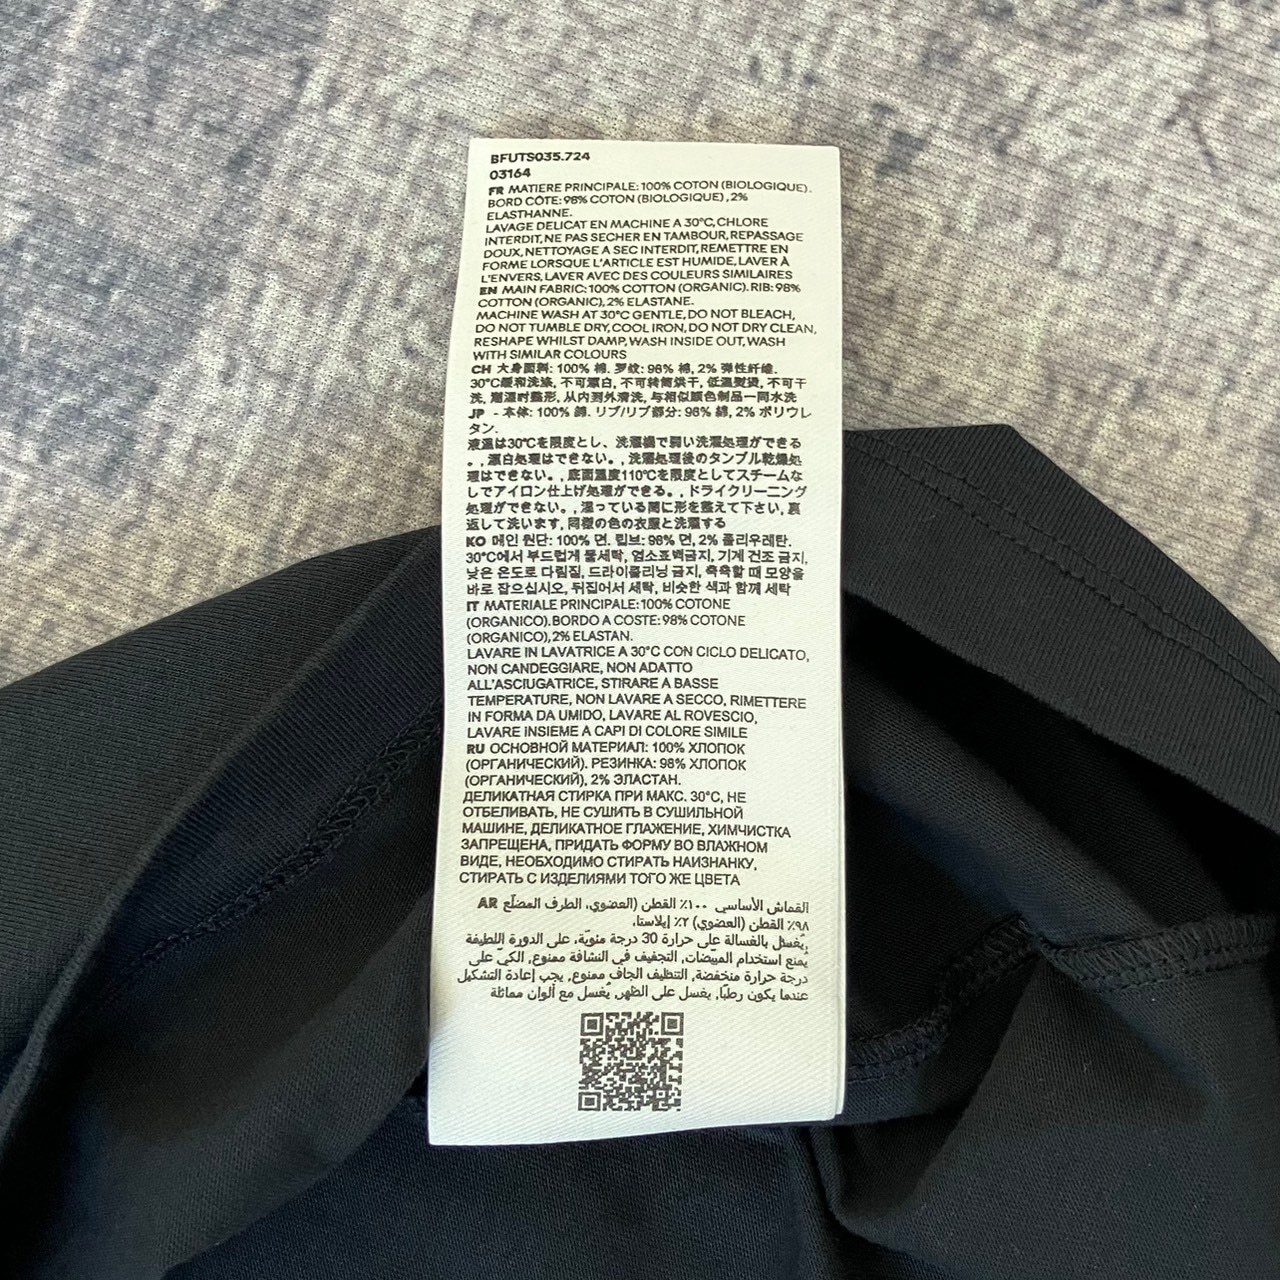 BFUTS035.724
03164
FR MATIERE PRINCIPALE: 100% COTON (BIOLOGIQUE).
BORD CÔTE: 98% COTON (BIOLOGIQUE), 2%
ELASTHANNE.
LAVAGE DELICAT EN MACHINE A 30°C, CHLORE
INTERDIT, NE PAS SECHER EN TAMBOUR, REPASSAGE
DOUX, NETTOYAGE A SEC INTERDIT, REMETTRE EN
FORME LORSQUE L'ARTICLE EST HUMIDE, LAVER À
L'ENVERS, LAVER AVEC DES COULEURS SIMILAIRES
EN MAIN FABRIC: 100% COTTON (ORGANIC). RIB: 98%
COTTON (ORGANIC), 2% ELASTANE.
MACHINE WASH AT 30°C GENTLE, DO NOT BLEACH,
DO NOT TUMBLE DRY, COOL IRON, DO NOT DRY CLEAN,
RESHAPE WHILST DAMP, WASH INSIDE OUT, WASH
WITH SIMILAR COLOURS
CH 大身面料: 100% 棉. 罗纹: 98% 棉, 2% 弹性纤维.
30°C缓和洗涤, 不可漂白, 不可转筒烘干, 低温熨烫, 不可干
洗, 潮湿时整形, 从内到外清洗, 与相似颜色制品一同水洗
JP - 本体: 100% 綿. リブ/リブ部分: 98% 綿, 2% ポリウレ
タン.
液温は30°Cを限度とし、洗濯機で弱い洗濯処理ができる
。, 漂白処理はできない。, 洗濯処理後のタンブル乾燥処
理はできない。, 底面温度110°Cを限度としてスチームな
しでアイロン仕上げ処理ができる。, ドライクリーニング
処理ができない。, 湿っている間に形を整えて下さい, 裏
返して洗います, 同様の色の衣服と洗濯する
KO 메인 원단: 100% 면. 립브: 98% 면, 2% 폴리우레탄.
30°C에서 부드럽게 물세탁, 염소표백금지, 기계 건조 금지,
낮은 온도로 다림질, 드라이클리닝 금지, 축축할 때 모양을
바로 잡으십시오, 뒤집어서 세탁, 비슷한 색과 함께 세탁
IT MATERIALE PRINCIPALE: 100% COTONE
(ORGANICO). BORDO A COSTE: 98% COTONE
(ORGANICO), 2% ELASTAN.
LAVARE IN LAVATRICE A 30°C CON CICLO DELICATO,
NON CANDEGGIARE, NON ADATTO
ALL'ASCIUGATRICE, STIRARE A BASSE
TEMPERATURE, NON LAVARE A SECCO, RIMETTERE
IN FORMA DA UMIDO, LAVARE AL ROVESCIO,
LAVARE INSIEME A CAPI DI COLORE SIMILE
RU ОСНОВНОЙ МАТЕРИАЛ: 100% ХЛОПОК
(ОРГАНИЧЕСКИЙ). РЕЗИНКА: 98% ХЛОПОК
(ОРГАНИЧЕСКИЙ), 2% ЭЛАСТАН.
ДЕЛИКАТНАЯ СТИРКА ПРИ МАКС. 30°C, НЕ
ОТБЕЛИВАТЬ, НЕ СУШИТЬ В СУШИЛЬНОЙ
МАШИНЕ, ДЕЛИКАТНОЕ ГЛАЖЕНИЕ, ХИМЧИСТКА
ЗАПРЕЩЕНА, ПРИДАТЬ ФОРМУ ВО ВЛАЖНОМ
ВИДЕ, НЕОБХОДИМО СТИРАТЬ НАИЗНАНКУ,
СТИРАТЬ С ИЗДЕЛИЯМИ ТОГО ЖЕ ЦВЕТА
AR القماش الأساسي ١٠٠٪ القطن (العضوي. الطرف المضلّع
٩٨٪ القطن (العضوي) ٢٪ إيلاستا.
يُغسل بالغسالة على حرارة 30 درجة مئويّة، على الدورة اللطيفة,
يُمنع استخدام المبيّضات, التجفيف في النشافة ممنوع, الكيّ على
درجة حرارة منخفضة, التنظيف الجاف ممنوع, يجب إعادة التشكيل
عندما يكون رطبًا, يغسل على الظهر, يُغسل مع ألوان مماثلة